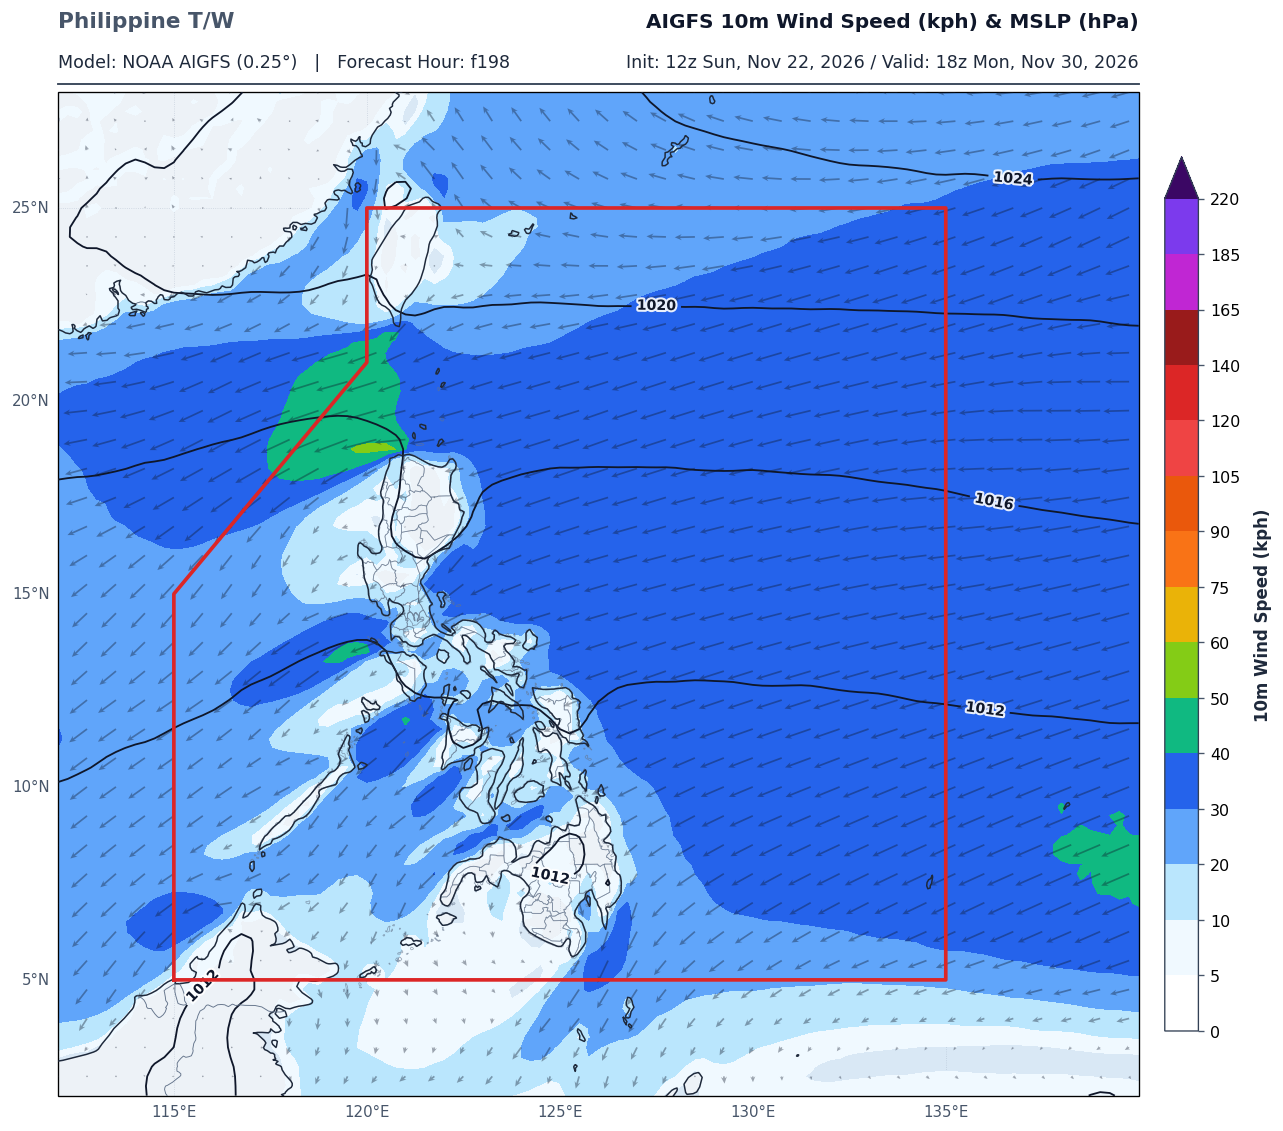 Philippine T/W
AIGFS 10m Wind Speed (kph) & MSLP (hPa)
Model: NOAA AIGFS (0.25°)   |   Forecast Hour: f198
Init: 12z Sun, Nov 22, 2026 / Valid: 18z Mon, Nov 30, 2026
1024
1020
1016
1012
1012
1012
25°N
20°N
15°N
10°N
5°N
115°E
120°E
125°E
130°E
135°E
220
185
165
140
120
105
90
75
60
50
40
30
20
10
5
0
10m Wind Speed (kph)